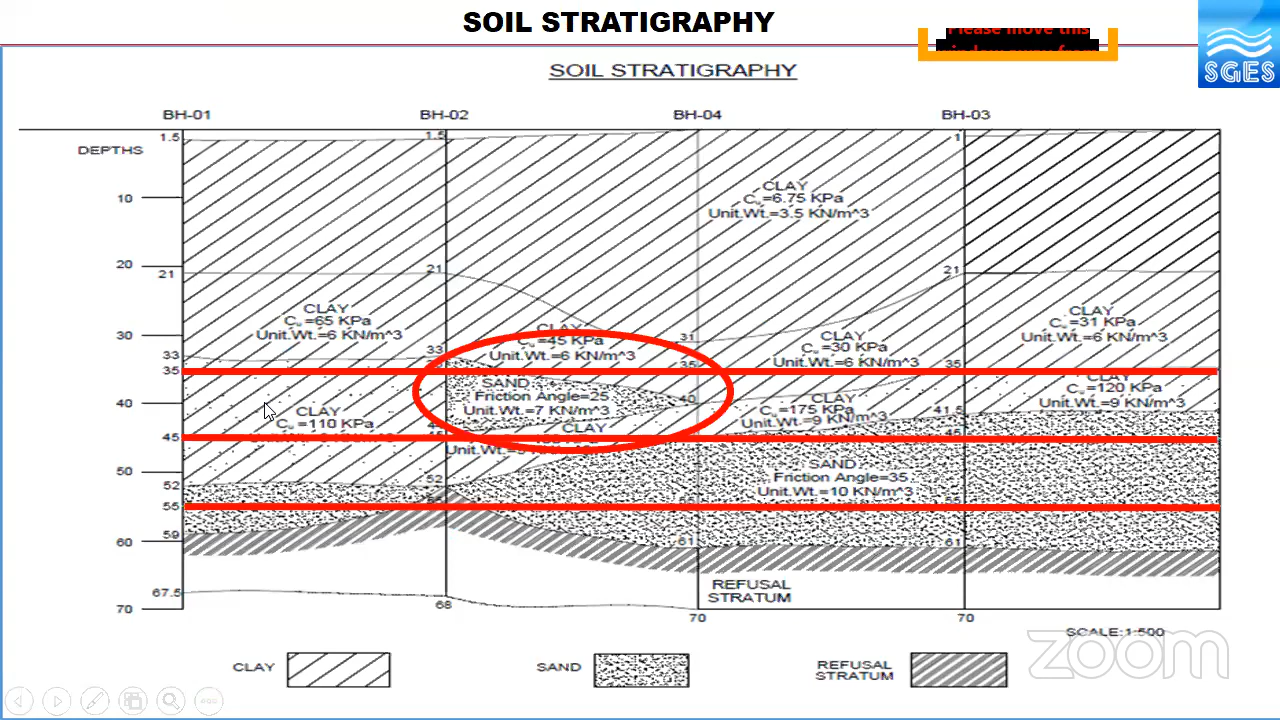 SOIL STRATIGRAPHY
Please move this
SGES
SOIL STRATIGRAPHY
BH-01
BH-02
BH-04
BH-03
DEPTHS
1.5
1.5
1
10
CLAY
Cu=6.75 KPa
Unit.Wt.=3.5 KN/m^3
20
21
21
21
CLAY
Cu=65 KPa
Unit.Wt.=6 KN/m^3
CLAY
Cu=45 KPa
Unit.Wt.=6 KN/m^3
CLAY
Cu=30 KPa
Unit.Wt.=6 KN/m^3
CLAY
Cu=31 KPa
Unit.Wt.=6 KN/m^3
30
31
33
33
35
35
35
SAND
Friction Angle=25
Unit.Wt.=7 KN/m^3
CLAY
Cu=175 KPa
Unit.Wt.=9 KN/m^3
CLAY
Cu=120 KPa
Unit.Wt.=9 KN/m^3
40
40
41.5
CLAY
Cu=110 KPa
CLAY
45
45
SAND
Friction Angle=35
Unit.Wt.=10 KN/m^3
50
52
52
55
59
60
61
61
67.5
68
70
70
70
REFUSAL
STRATUM
SCALE:1:500
zoom
CLAY
SAND
REFUSAL
STRATUM